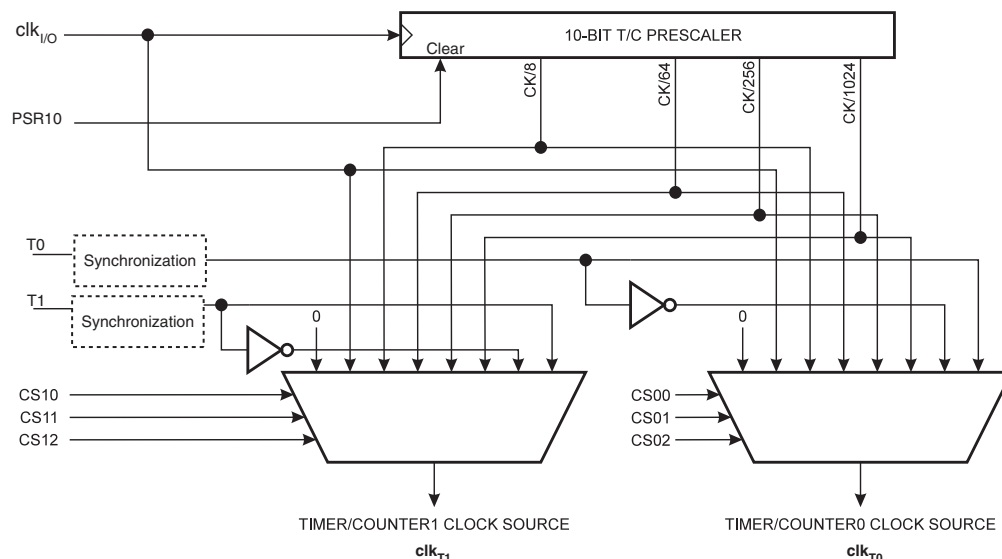 clkI/O
10-BIT T/C PRESCALER
Clear
CK/8
CK/64
CK/256
CK/1024
PSR10
T0
Synchronization
T1
Synchronization
0
0
CS10
CS11
CS12
CS00
CS01
CS02
TIMER/COUNTER1 CLOCK SOURCE
clkT1
TIMER/COUNTER0 CLOCK SOURCE
clkT0